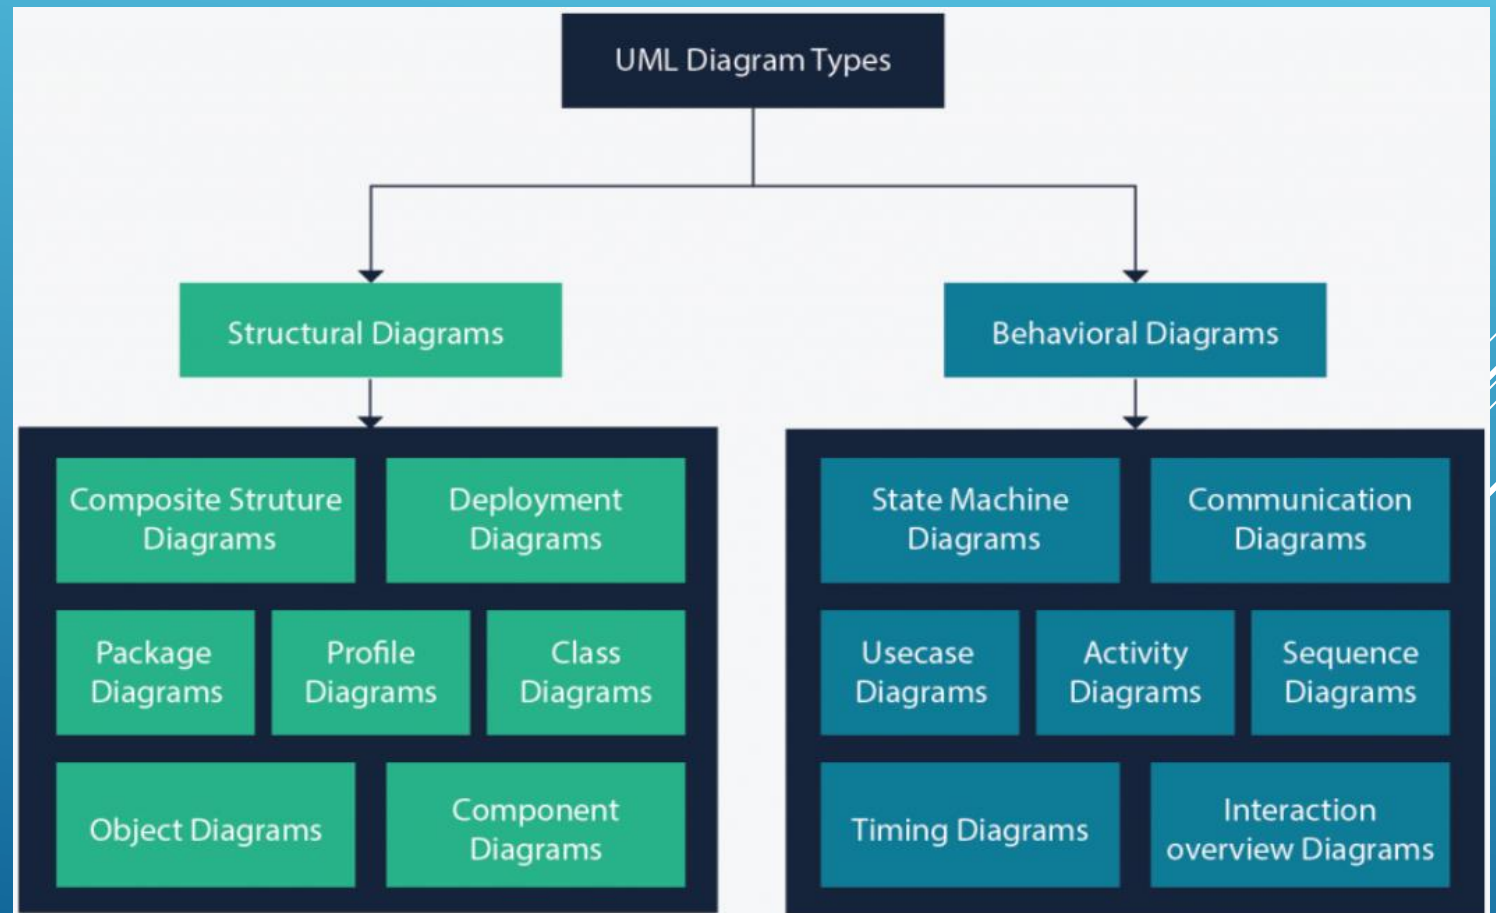 UML Diagram Types
Structural Diagrams
Behavioral Diagrams
Composite Struture
Diagrams
Deployment
Diagrams
Package
Diagrams
Profile
Diagrams
Class
Diagrams
Object Diagrams
Component
Diagrams
State Machine
Diagrams
Communication
Diagrams
Usecase
Diagrams
Activity
Diagrams
Sequence
Diagrams
Timing Diagrams
Interaction
overview Diagrams